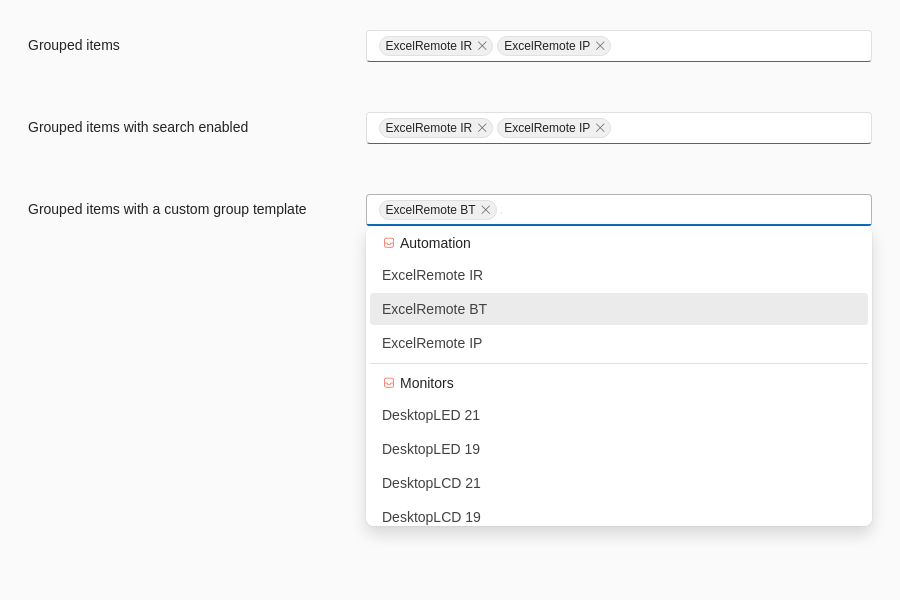 Grouped items
ExcelRemote IR ExcelRemote IP
Grouped items with search enabled
ExcelRemote IR ExcelRemote IP
Grouped items with a custom group template
ExcelRemote BT
Automation
ExcelRemote IR
ExcelRemote BT
ExcelRemote IP
Monitors
DesktopLED 21
DesktopLED 19
DesktopLCD 21
DesktopLCD 19